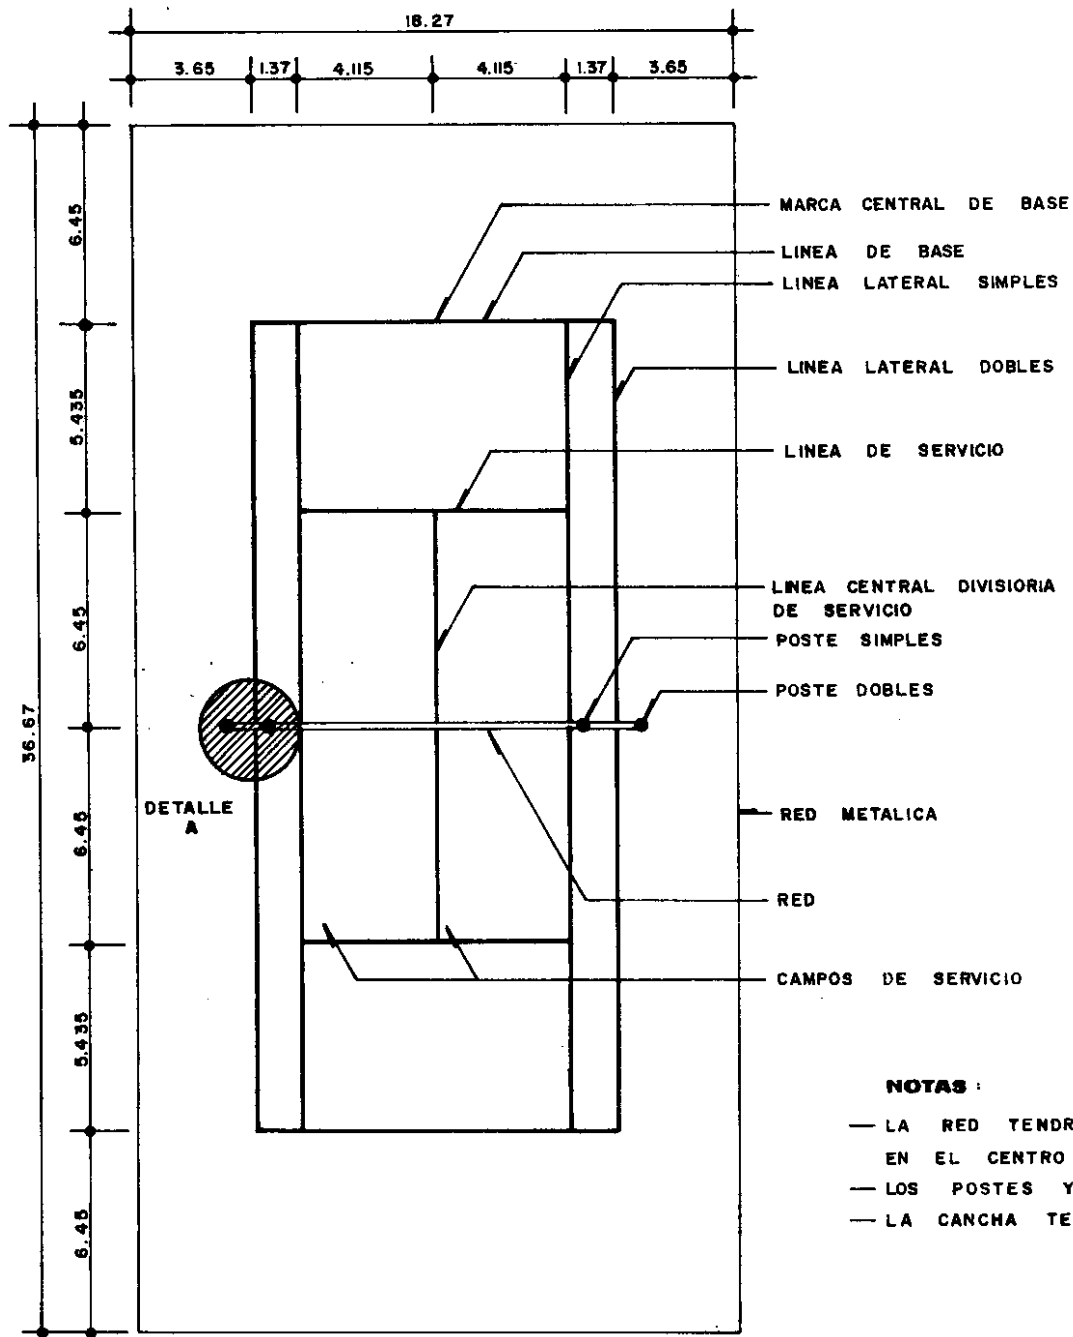 18.27
3.65 1.37 4.115 4.115 1.37 3.65
6.45
5.435
6.45
36.67
6.45
5.435
6.45
MARCA CENTRAL DE BASE
LINEA DE BASE
LINEA LATERAL SIMPLES
LINEA LATERAL DOBLES
LINEA DE SERVICIO
LINEA CENTRAL DIVISIORIA
DE SERVICIO
POSTE SIMPLES
POSTE DOBLES
DETALLE
A
RED METALICA
RED
CAMPOS DE SERVICIO
NOTAS :
— LA RED TENDR
EN EL CENTRO
— LOS POSTES Y
— LA CANCHA TE